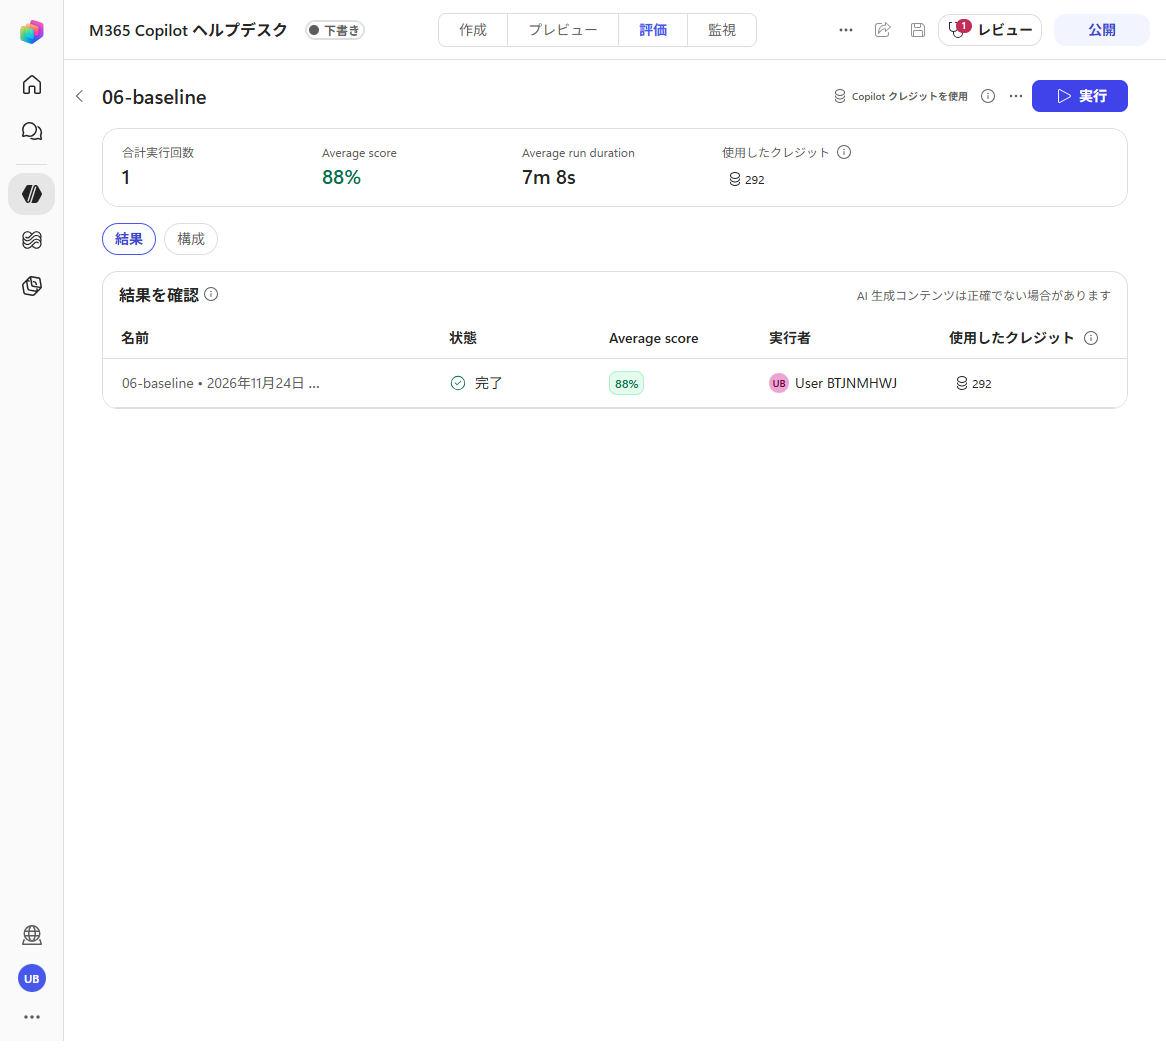 M365 Copilot ヘルプデスク
下書き
作成
プレビュー
評価
監視
1
レビュー
公開
06-baseline
Copilot クレジットを使用
実行
合計実行回数
Average score
Average run duration
使用したクレジット
1
88%
7m 8s
292
結果
構成
結果を確認
AI 生成コンテンツは正確でない場合があります
名前
状態
Average score
実行者
使用したクレジット
06-baseline • 2026年11月24日 ...
完了
88%
UB
User BTJNMHWJ
292
UB